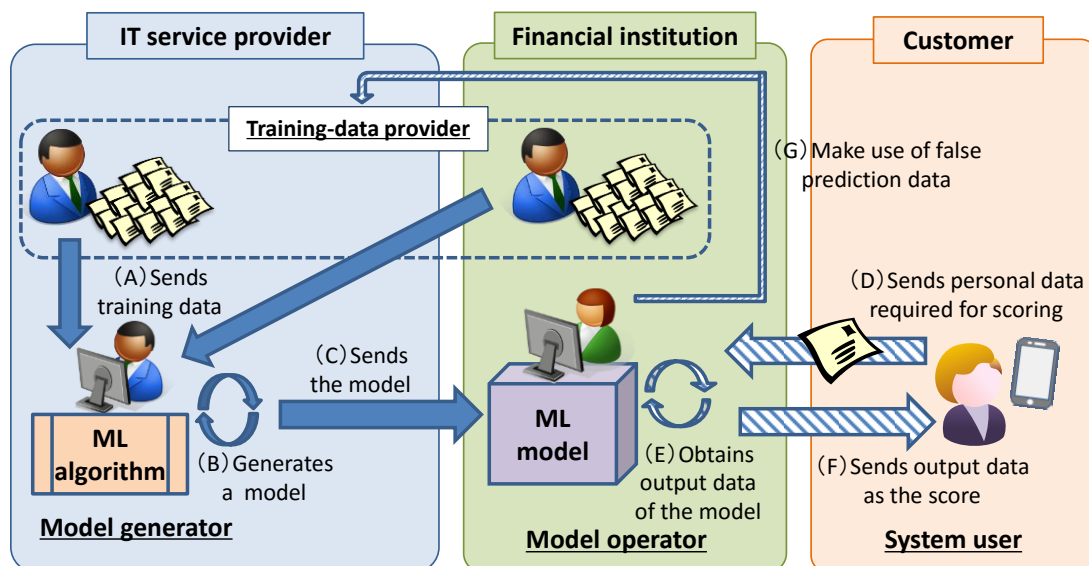 IT service provider
Financial institution
Customer
Training-data provider
(G) Make use of false
prediction data
(A) Sends
training data
(D) Sends personal data
required for scoring
(C) Sends
the model
ML
algorithm
(B) Generates
a model
ML
model
(E) Obtains
output data
of the model
(F) Sends output data
as the score
Model generator
Model operator
System user